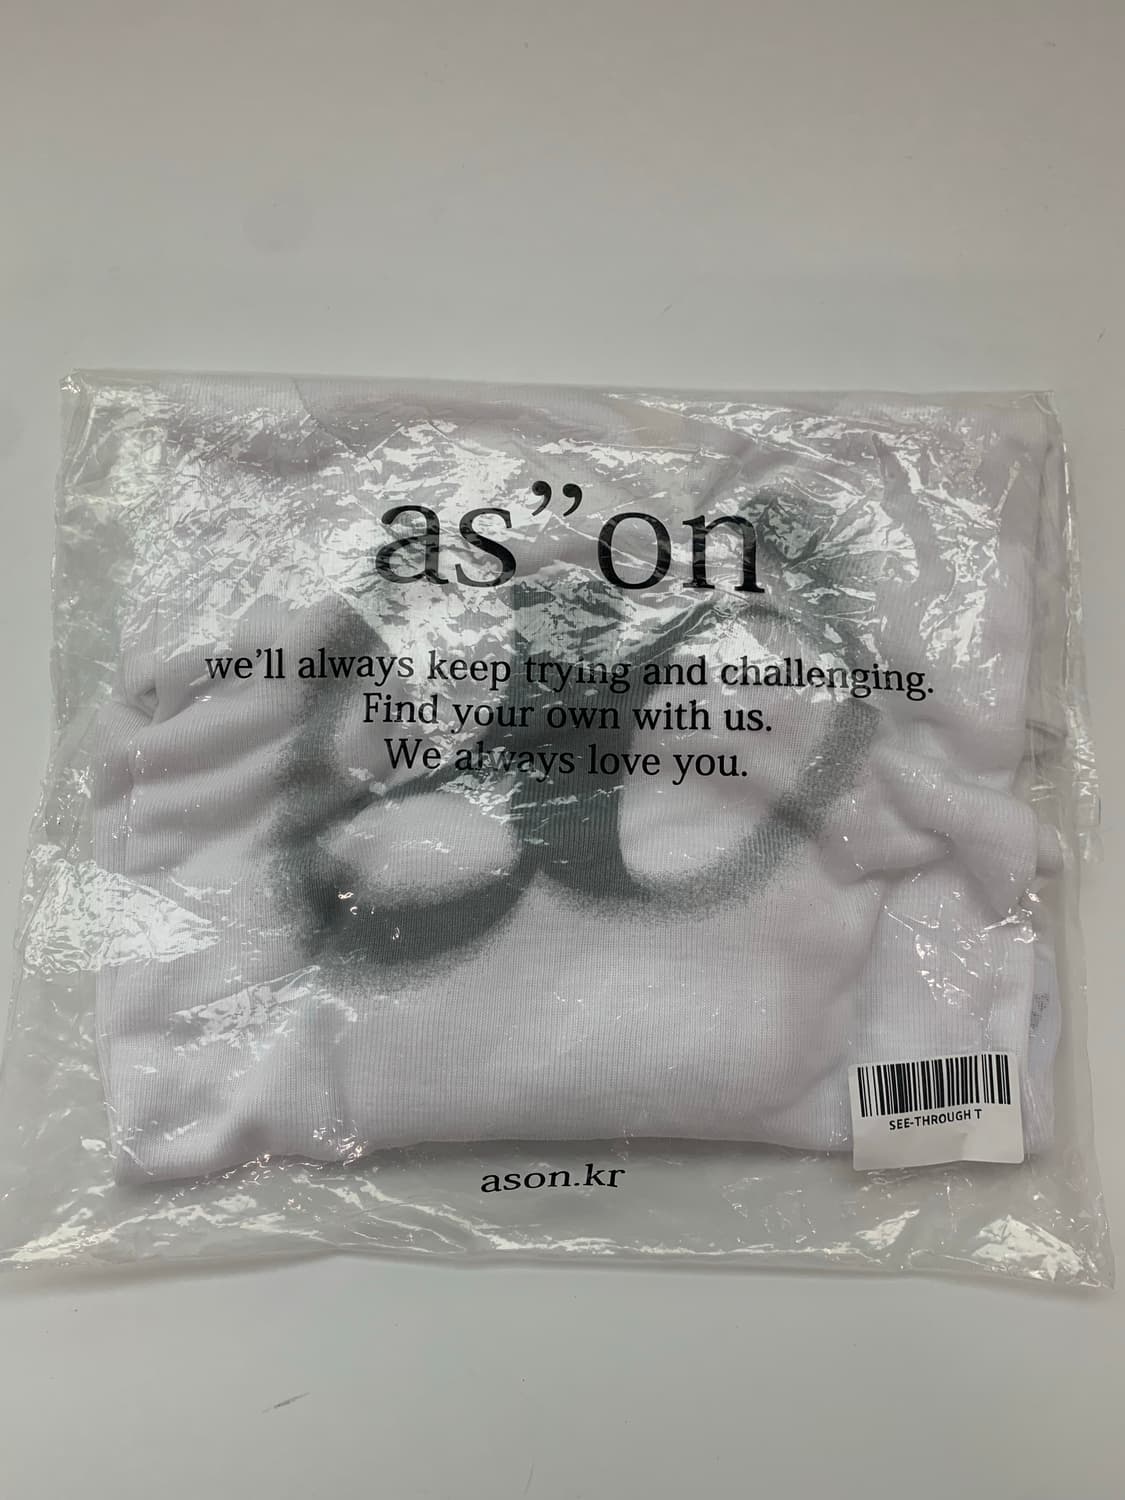 as”on
we’ll always keep trying and challenging.
Find your own with us.
We always love you.
SEE-THROUGH T
ason.kr